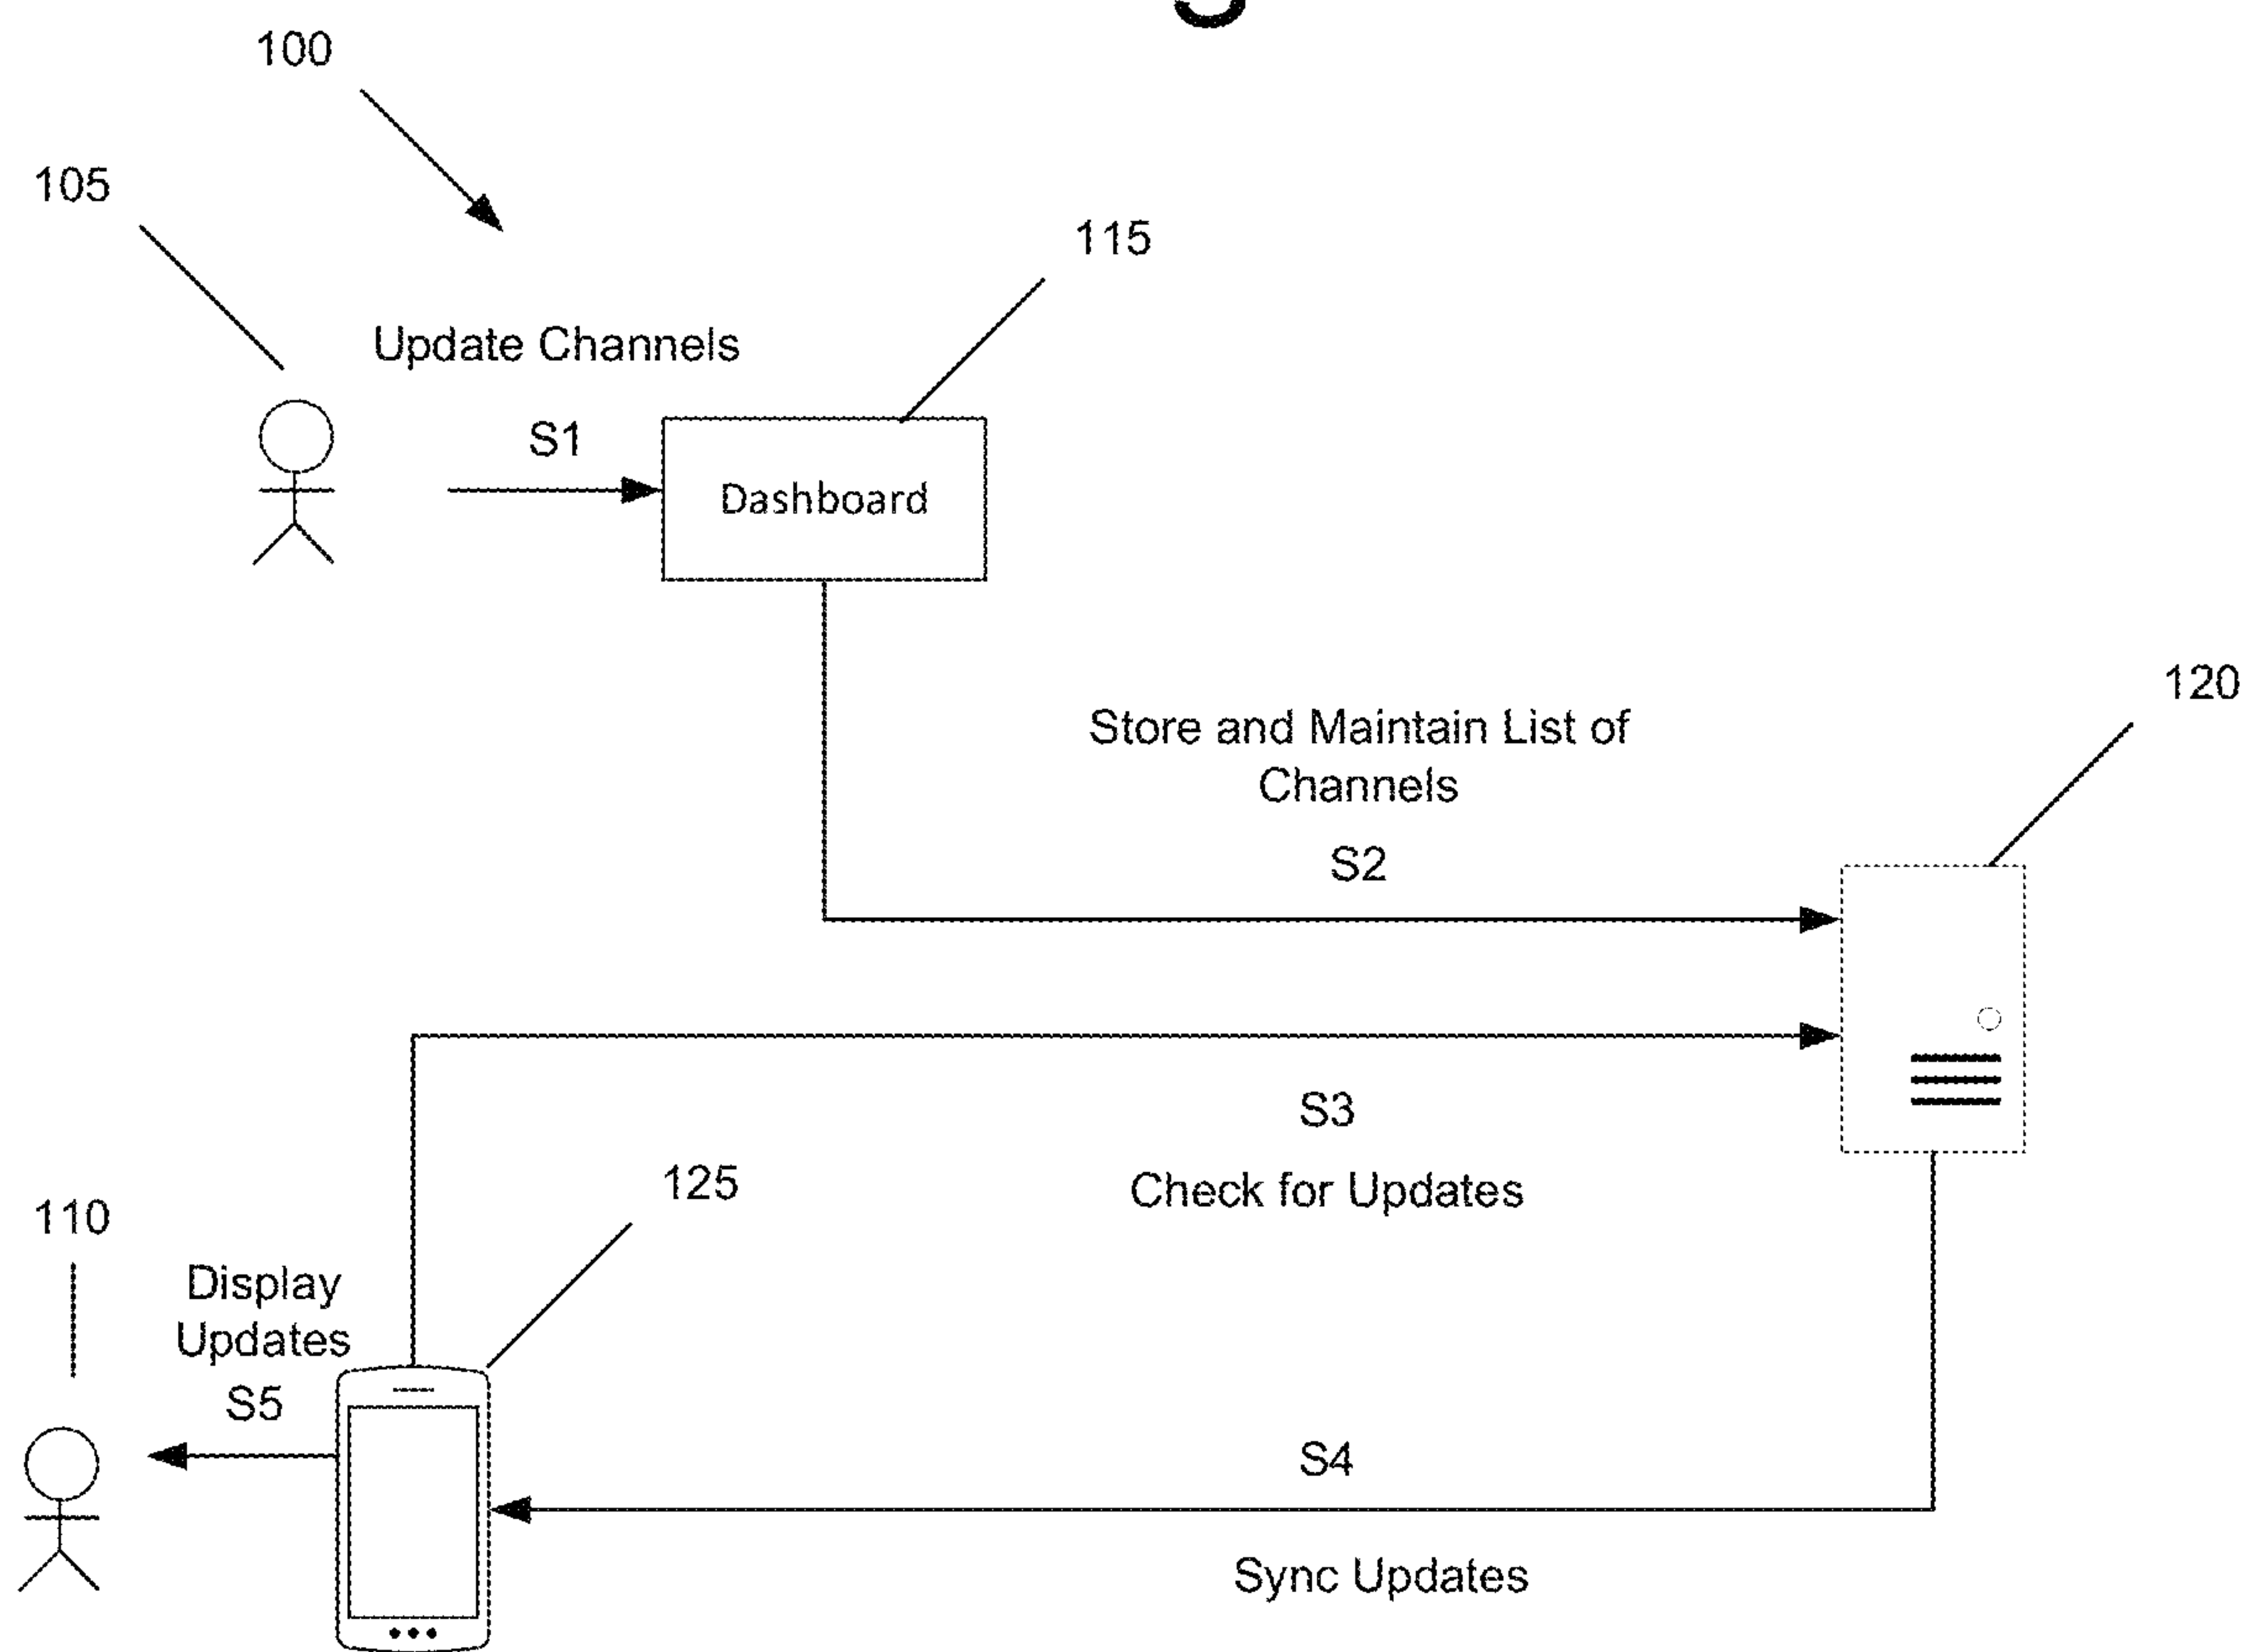 100
105
115
Update Channels
S1
Dashboard
120
Store and Maintain List of
Channels
S2
S3
Check for Updates
125
110
Display
Updates
S5
S4
Sync Updates